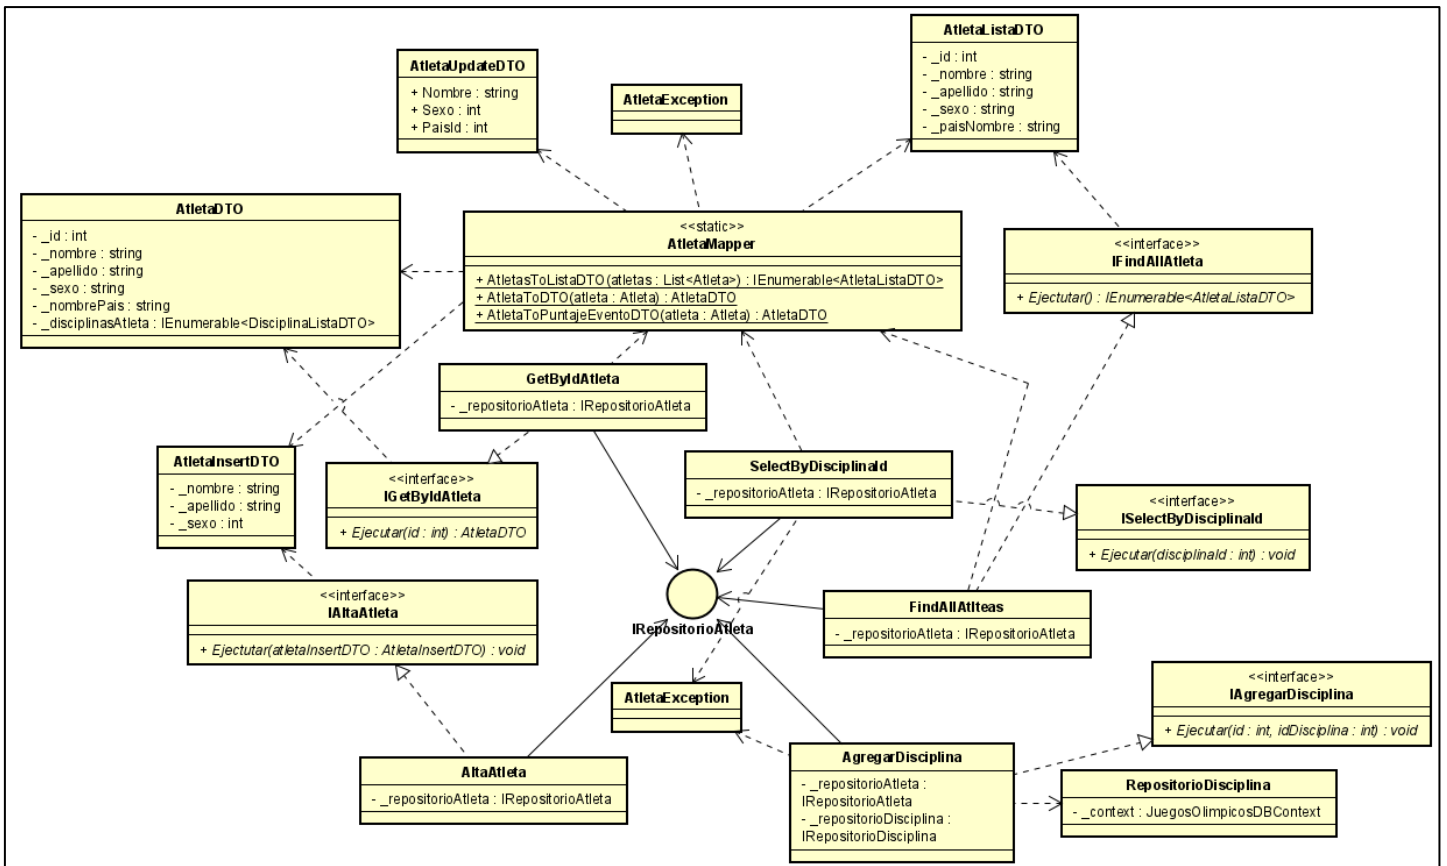 AtletaListaDTO
- _id : int
- _nombre : string
- _apellido : string
- _sexo : string
- _paisNombre : string
AtletaUpdateDTO
+ Nombre : string
+ Sexo : int
+ PaisId : int
AtletaException
AtletaDTO
- _id : int
- _nombre : string
- _apellido : string
- _sexo : string
- _nombrePais : string
- _disciplinasAtleta : IEnumerable<DisciplinaListaDTO>
<<static>>
AtletaMapper
+ AtletasToListaDTO(atletas : List<Atleta>) : IEnumerable<AtletaListaDTO>
+ AtletaToDTO(atleta : Atleta) : AtletaDTO
+ AtletaToPuntajeEventoDTO(atleta : Atleta) : AtletaDTO
<<interface>>
IFindAllAtleta
+ Ejectutar() : IEnumerable<AtletaListaDTO>
GetByIdAtleta
- _repositorioAtleta : IRepositorioAtleta
AtletaInsertDTO
- _nombre : string
- _apellido : string
- _sexo : int
<<interface>>
IGetByIdAtleta
+ Ejecutar(id : int) : AtletaDTO
SelectByDisciplinaId
- _repositorioAtleta : IRepositorioAtleta
<<interface>>
ISelectByDisciplinaId
+ Ejecutar(disciplinaId : int) : void
<<interface>>
IAltaAtleta
+ Ejectutar(atletaInsertDTO : AtletaInsertDTO) : void
IRepositorioAtleta
FindAllAtlteas
- _repositorioAtleta : IRepositorioAtleta
AtletaException
<<interface>>
IAgregarDisciplina
+ Ejecutar(id : int, idDisciplina : int) : void
AltaAtleta
- _repositorioAtleta : IRepositorioAtleta
AgregarDisciplina
- _repositorioAtleta :
IRepositorioAtleta
- _repositorioDisciplina :
IRepositorioDisciplina
RepositorioDisciplina
- _context : JuegosOlimpicosDBContext